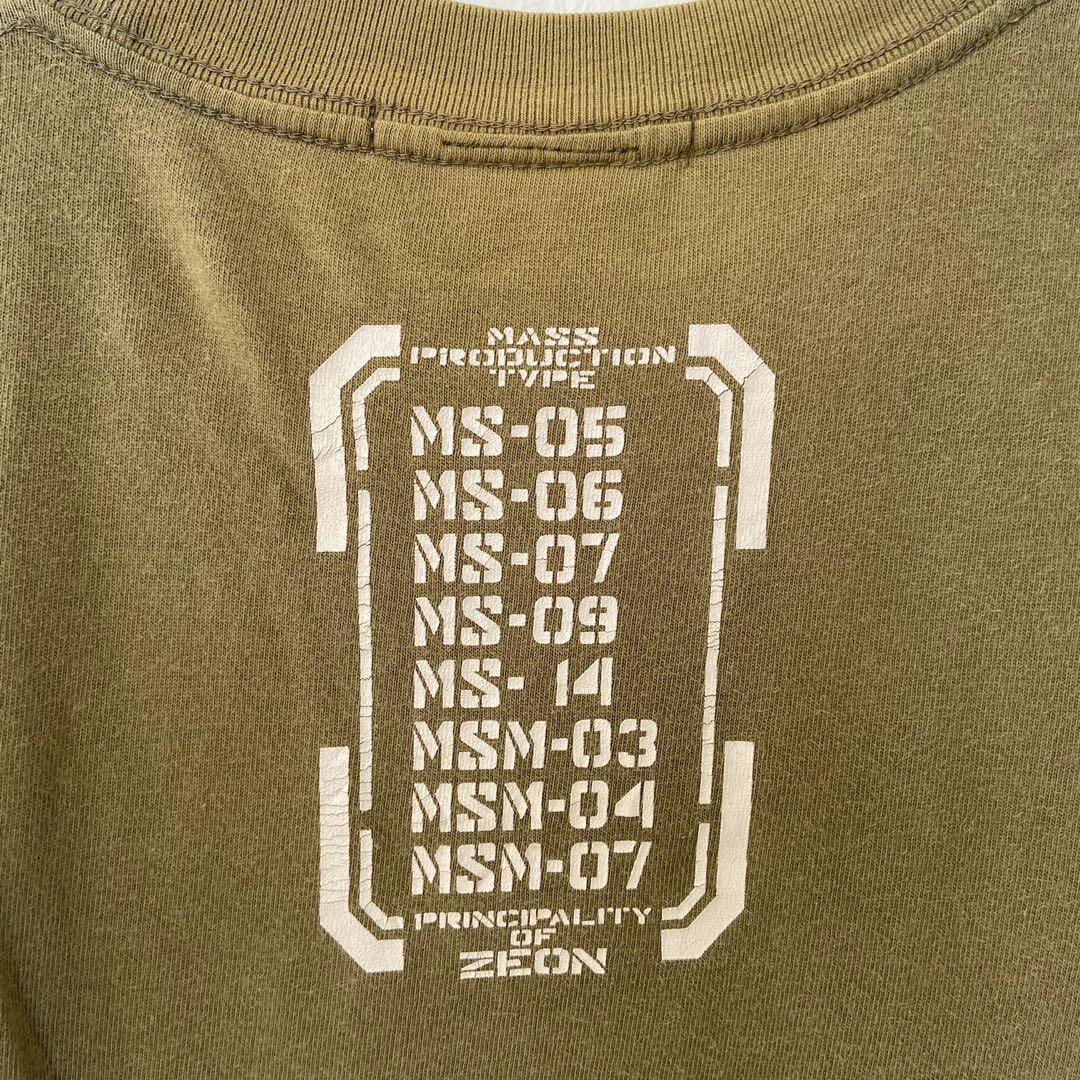 MASS
PRODUCTION
TYPE
MS-05
MS-06
MS-07
MS-09
MS-14
MSM-03
MSM-04
MSM-07
PRINCIPALITY
OF
ZEON